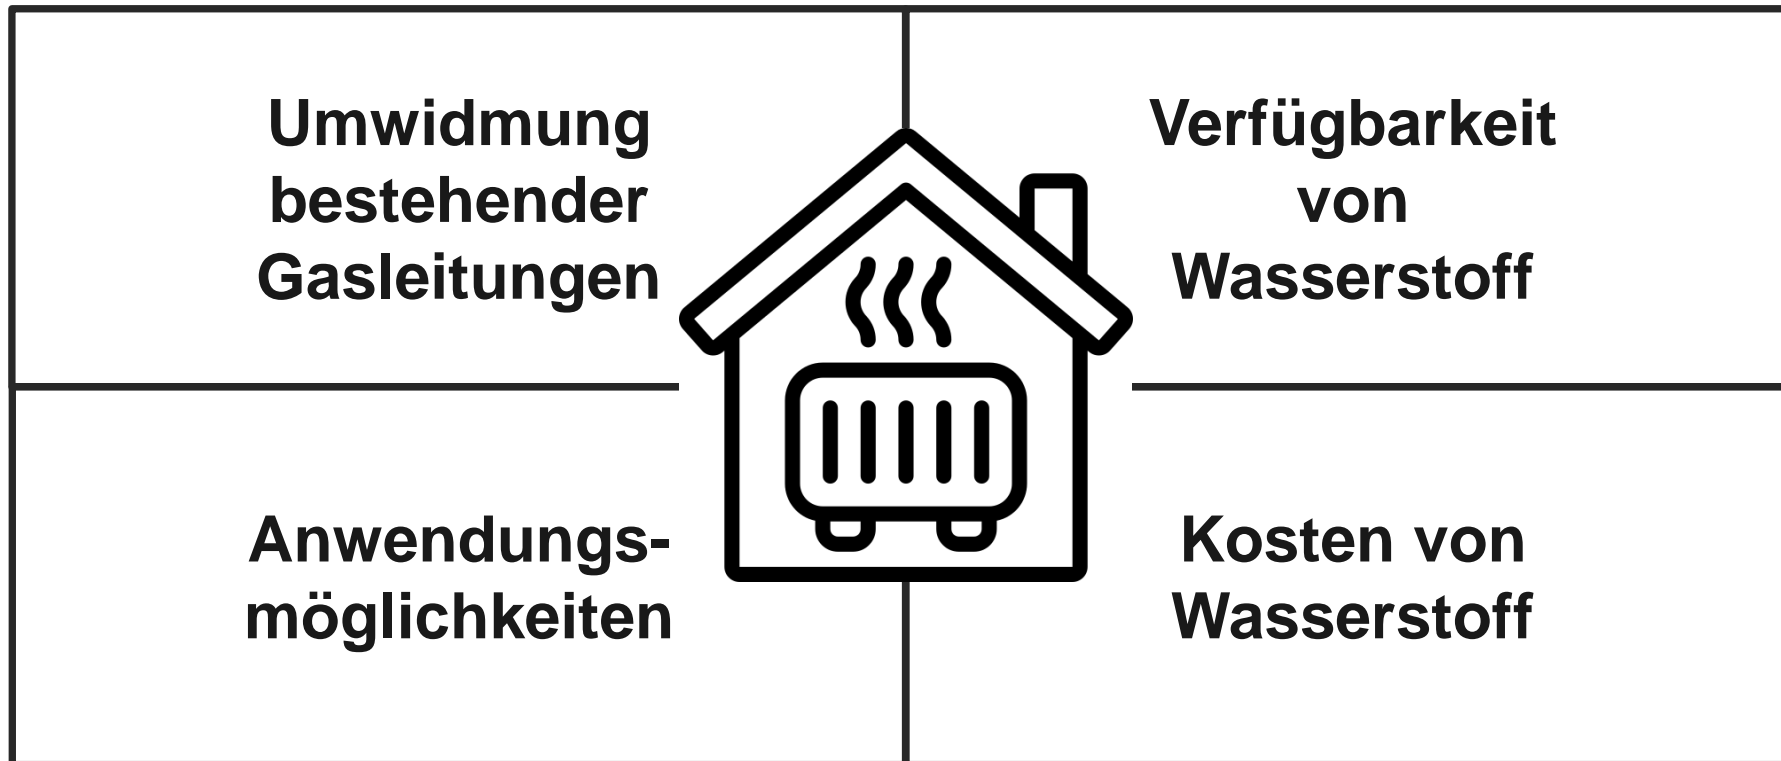 Umwidmung
bestehender
Gasleitungen
Verfügbarkeit
von
Wasserstoff
Anwendungs-
möglichkeiten
Kosten von
Wasserstoff